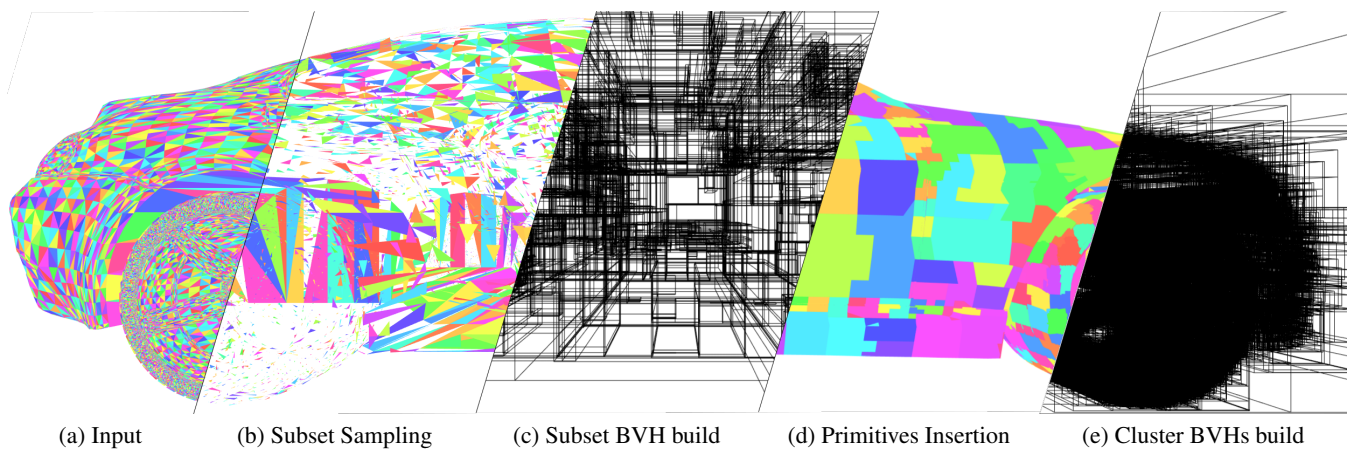 (a) Input (b) Subset Sampling (c) Subset BVH build (d) Primitives Insertion (e) Cluster BVHs build